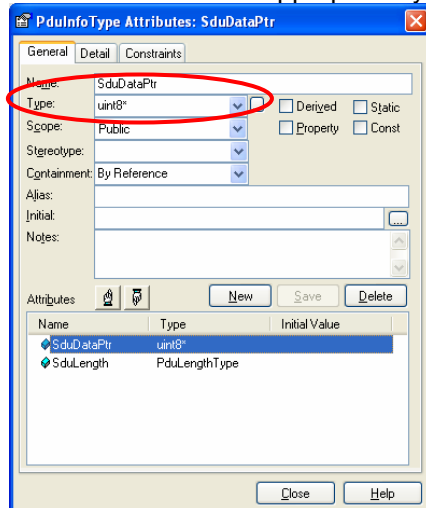 PduInfoType Attributes: SduDataPtr
General Detail Constraints
Name: SduDataPtr
Type: uint8* Derived Static
Scope: Public Property Const
Stereotype:
Containment: By Reference
Alias:
Initial: ...
Notes:
Attributes New Save Delete
Name Type Initial Value
SduDataPtr uint8*
SduLength PduLengthType
Close Help